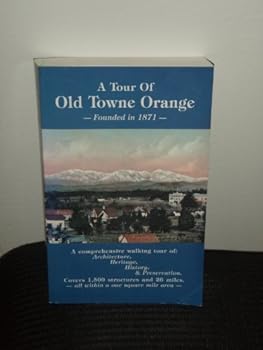 A Tour Of
Old Towne Orange
— Founded in 1871 —
A comprehensive walking tour of:
Architecture,
Heritage,
History,
& Preservation.
Covers 1,800 structures and 26 miles,
— all within a one square mile area —